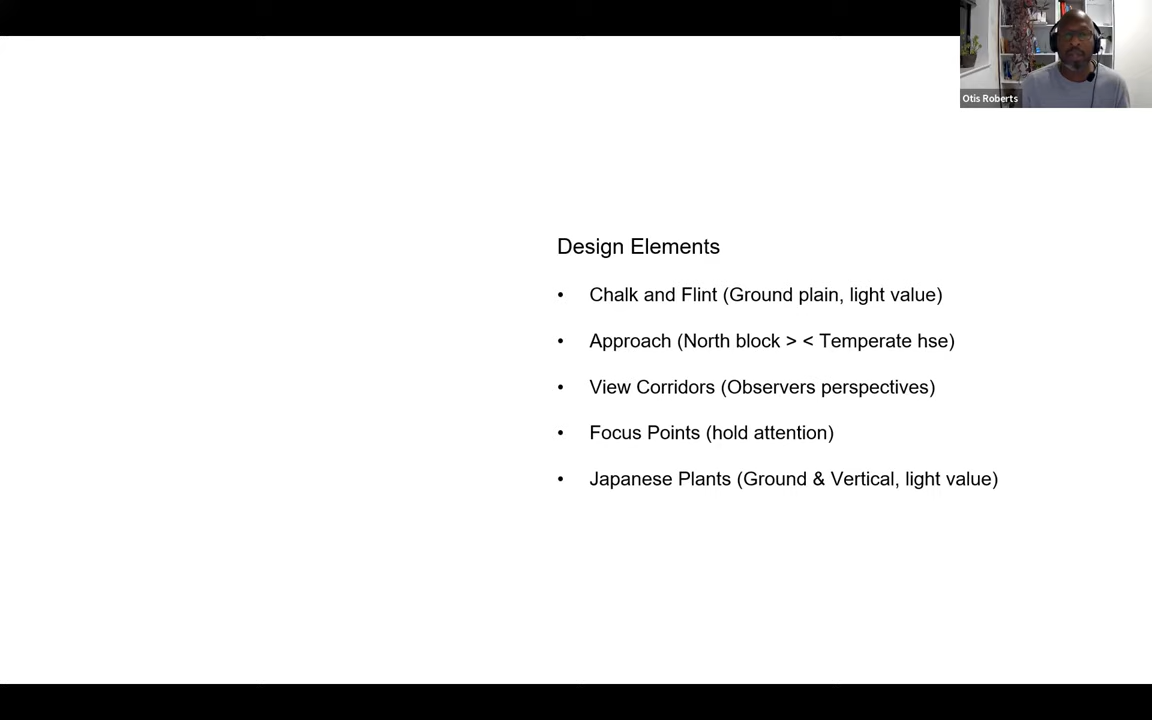 Otis Roberts
Design Elements
• Chalk and Flint (Ground plain, light value)
• Approach (North block > < Temperate hse)
• View Corridors (Observers perspectives)
• Focus Points (hold attention)
• Japanese Plants (Ground & Vertical, light value)